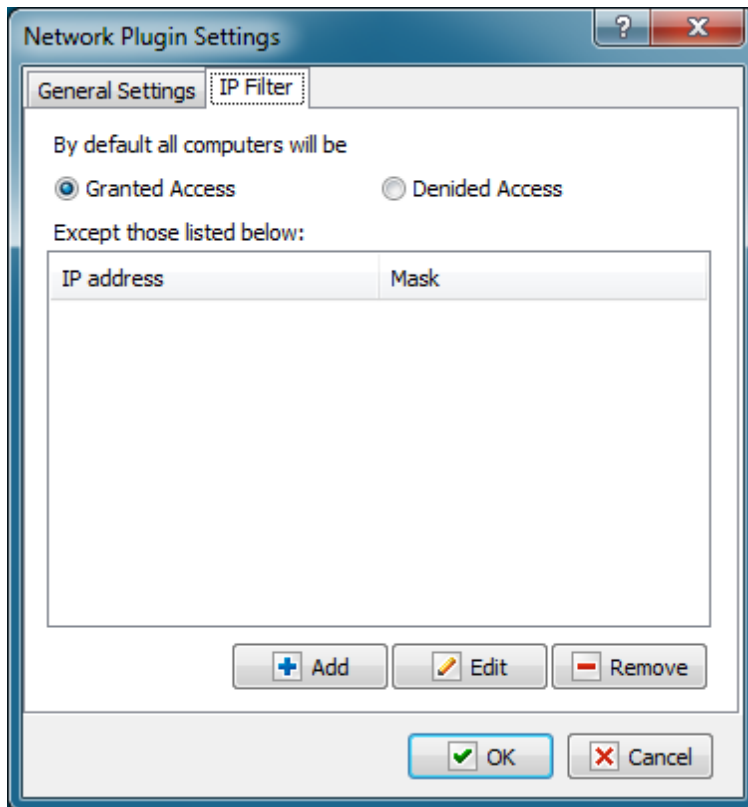 Network Plugin Settings
?
General Settings IP Filter
By default all computers will be
Granted Access Denided Access
Except those listed below:
IP address Mask
Add Edit Remove
OK Cancel